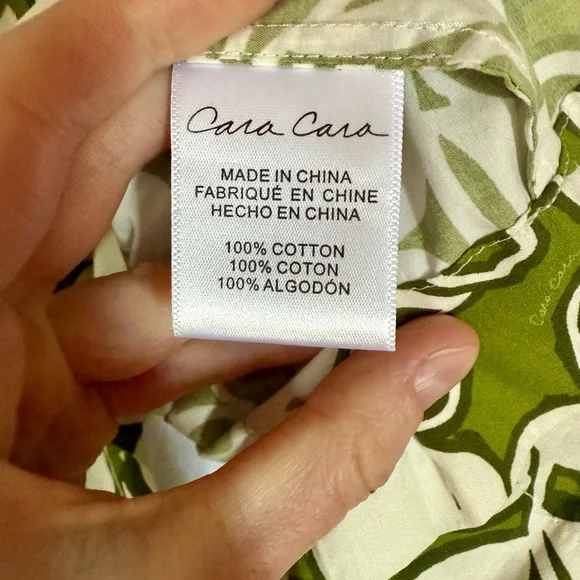 Cara Cara
MADE IN CHINA
FABRIQUÉ EN CHINE
HECHO EN CHINA
100% COTTON
100% COTON
100% ALGODÓN
Cara Cara